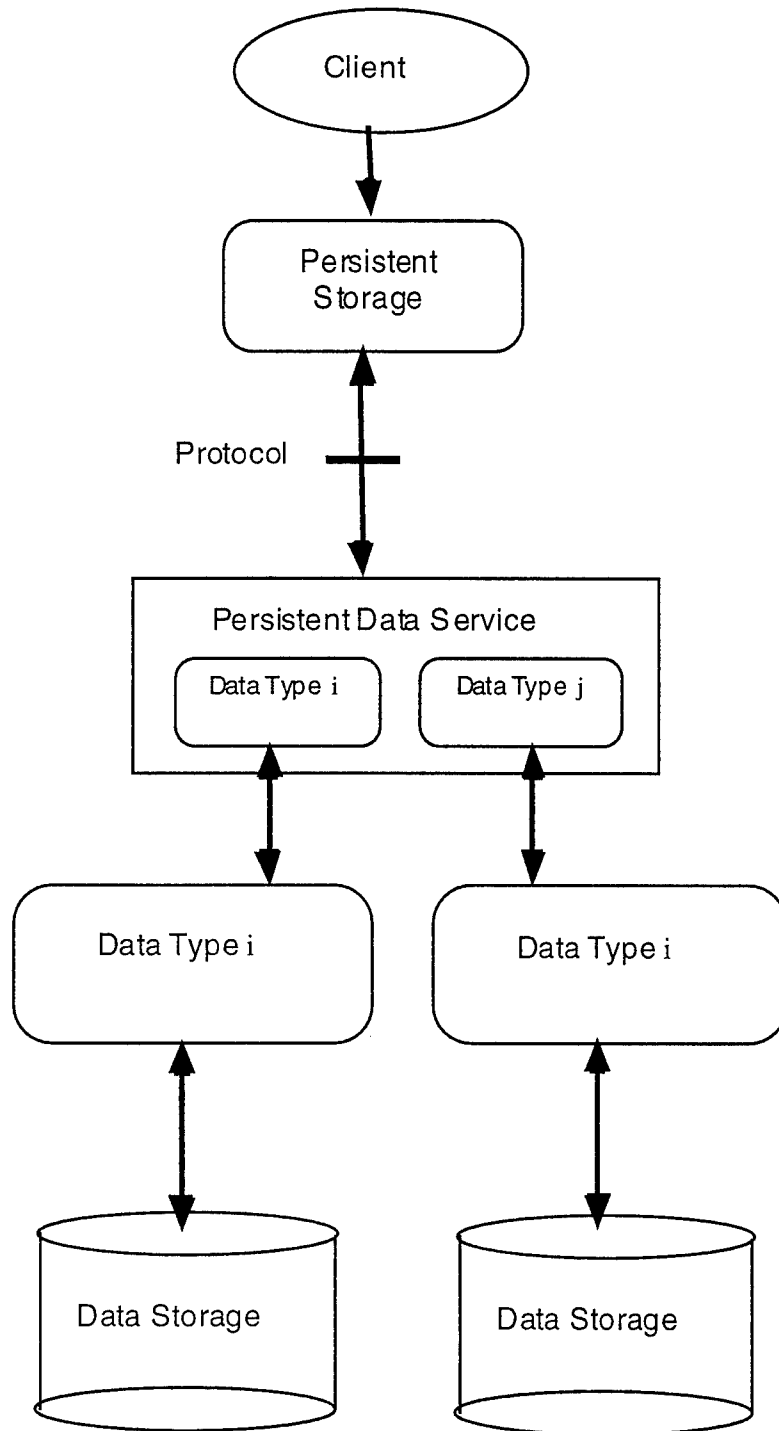 Client
Persistent
Storage
Protocol
Persistent Data Service
Data Type i
Data Type j
Data Type i
Data Type i
Data Storage
Data Storage